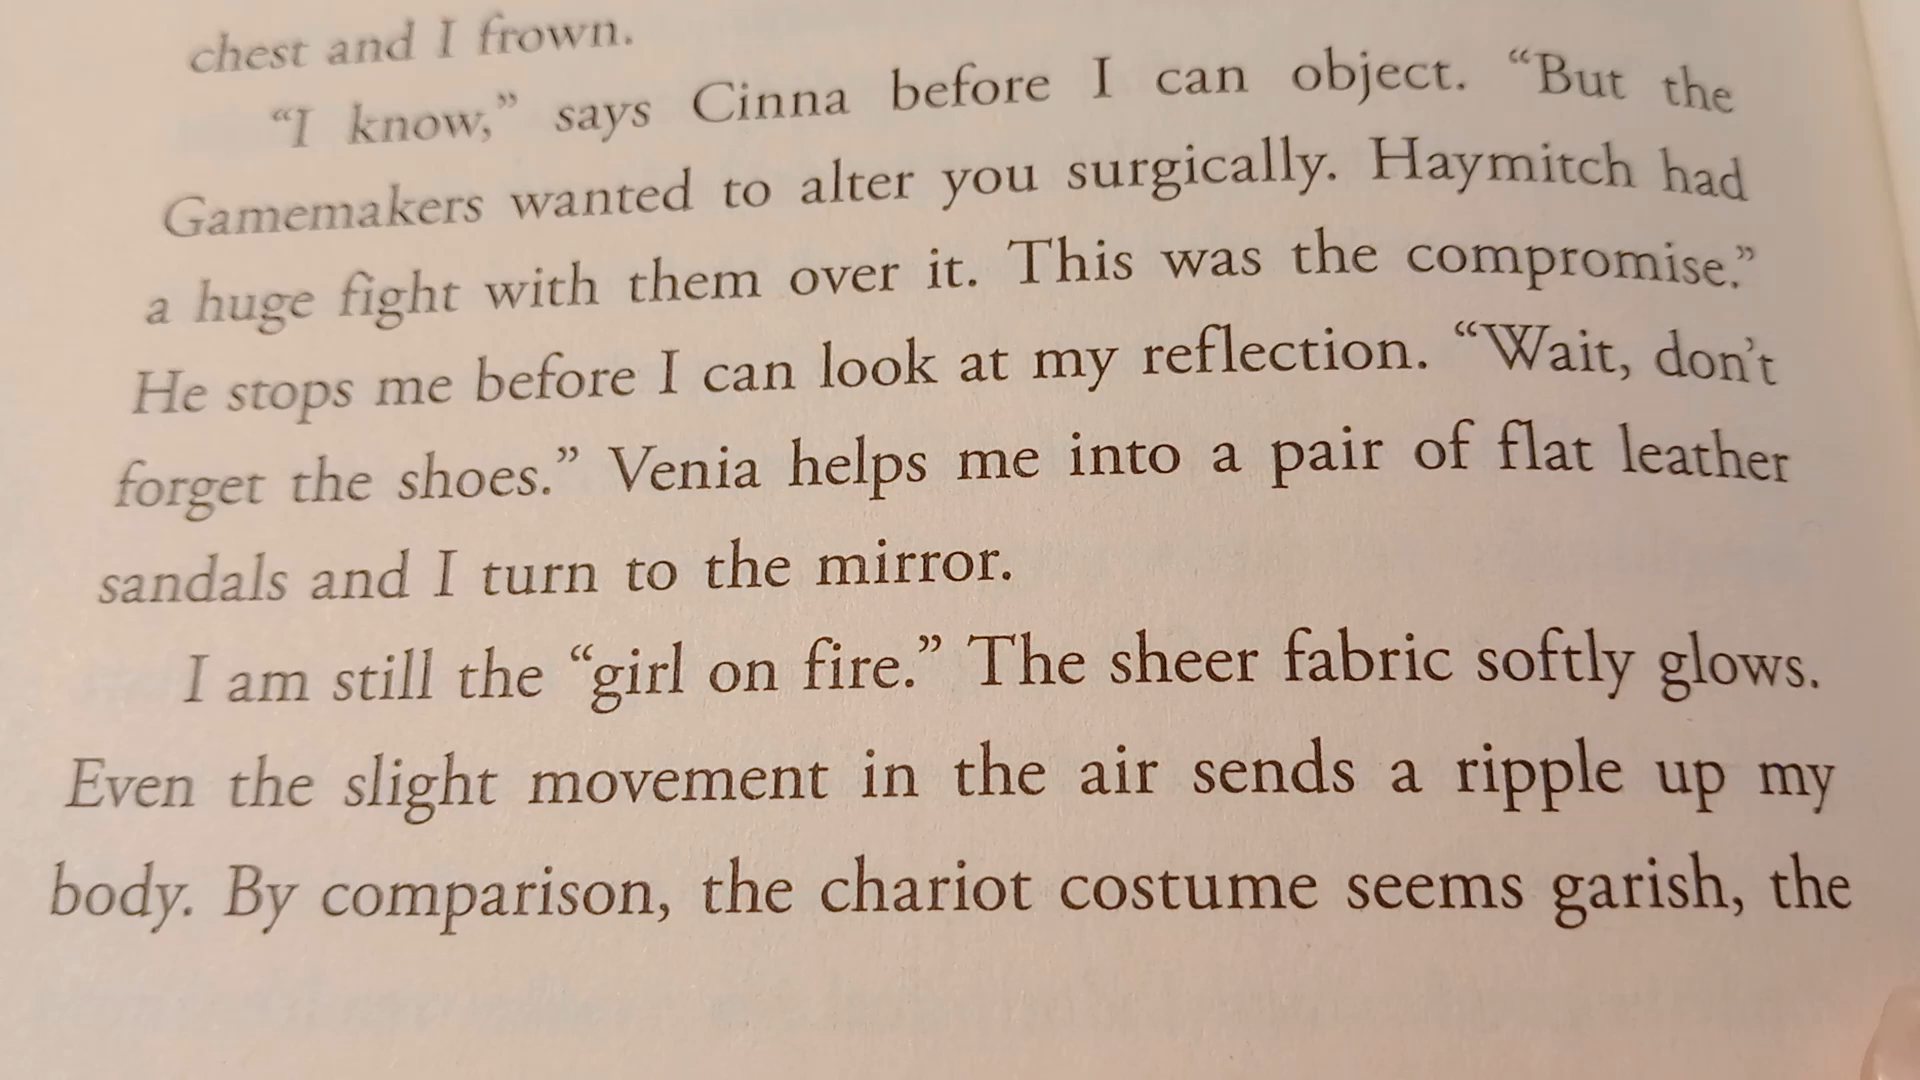 chest and I frown.
“I know,” says Cinna before I can object. “But the
Gamemakers wanted to alter you surgically. Haymitch had
a huge fight with them over it. This was the compromise.”
He stops me before I can look at my reflection. “Wait, don’t
forget the shoes.” Venia helps me into a pair of flat leather
sandals and I turn to the mirror.
I am still the “girl on fire.” The sheer fabric softly glows.
Even the slight movement in the air sends a ripple up my
body. By comparison, the chariot costume seems garish, the